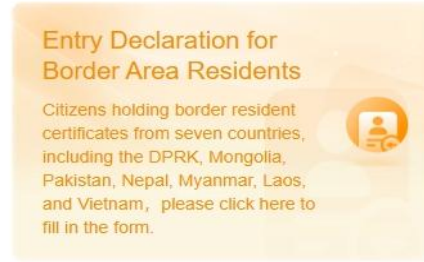 Entry Declaration for
Border Area Residents
Citizens holding border resident
certificates from seven countries,
including the DPRK, Mongolia,
Pakistan, Nepal, Myanmar, Laos,
and Vietnam，please click here to
fill in the form.